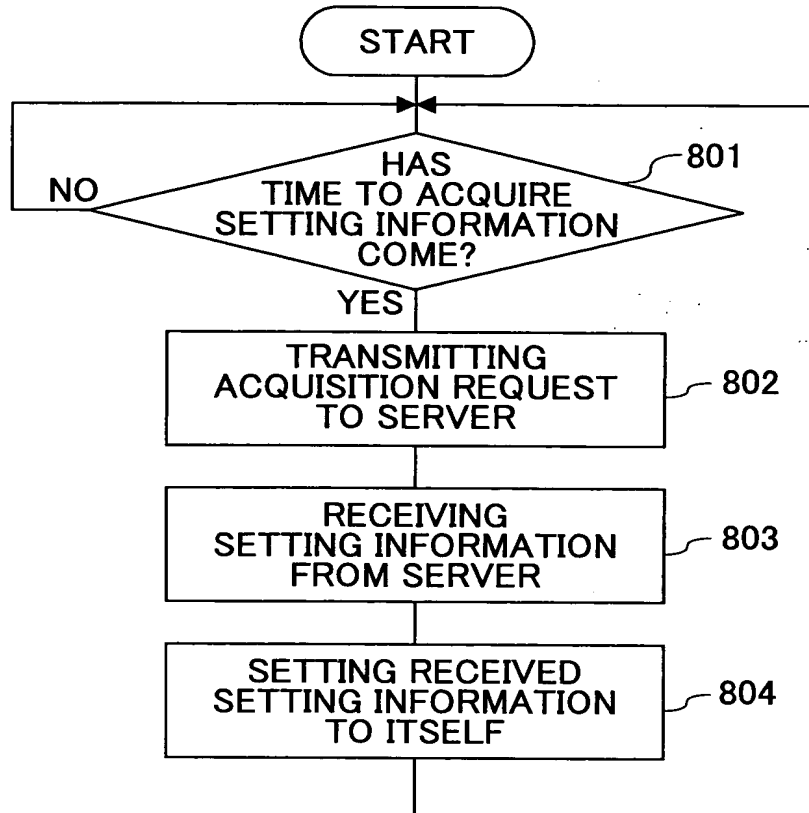 START
HAS
TIME TO ACQUIRE
SETTING INFORMATION
COME?
801
NO
YES
TRANSMITTING
ACQUISITION REQUEST
TO SERVER
802
RECEIVING
SETTING INFORMATION
FROM SERVER
803
SETTING RECEIVED
SETTING INFORMATION
TO ITSELF
804